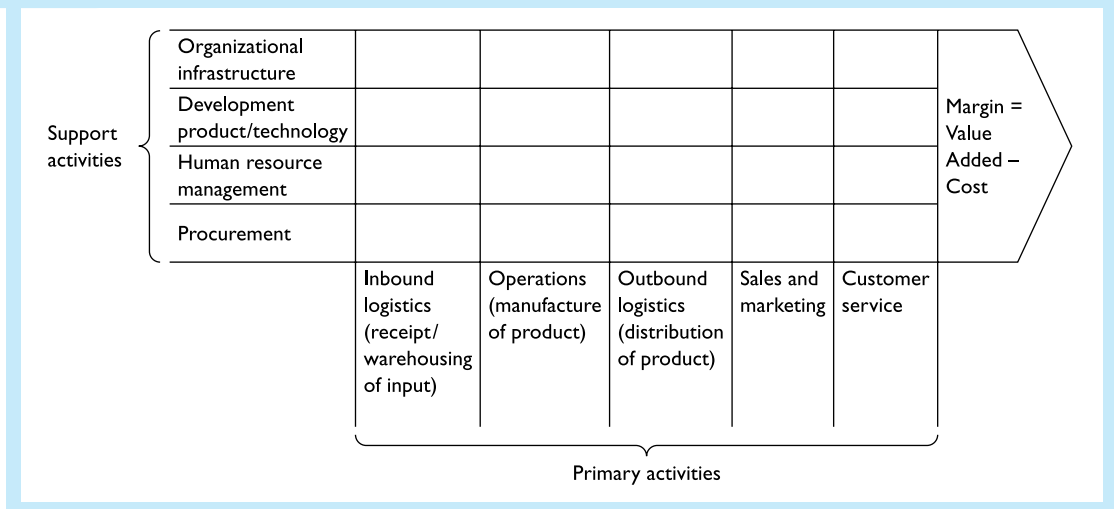 Organizational
infrastructure
Development
product/technology
Support
activities
Human resource
management
Procurement
Margin =
Value
Added –
Cost
Inbound
logistics
(receipt/
warehousing
of input)
Operations
(manufacture
of product)
Outbound
logistics
(distribution
of product)
Sales and
marketing
Customer
service
Primary activities